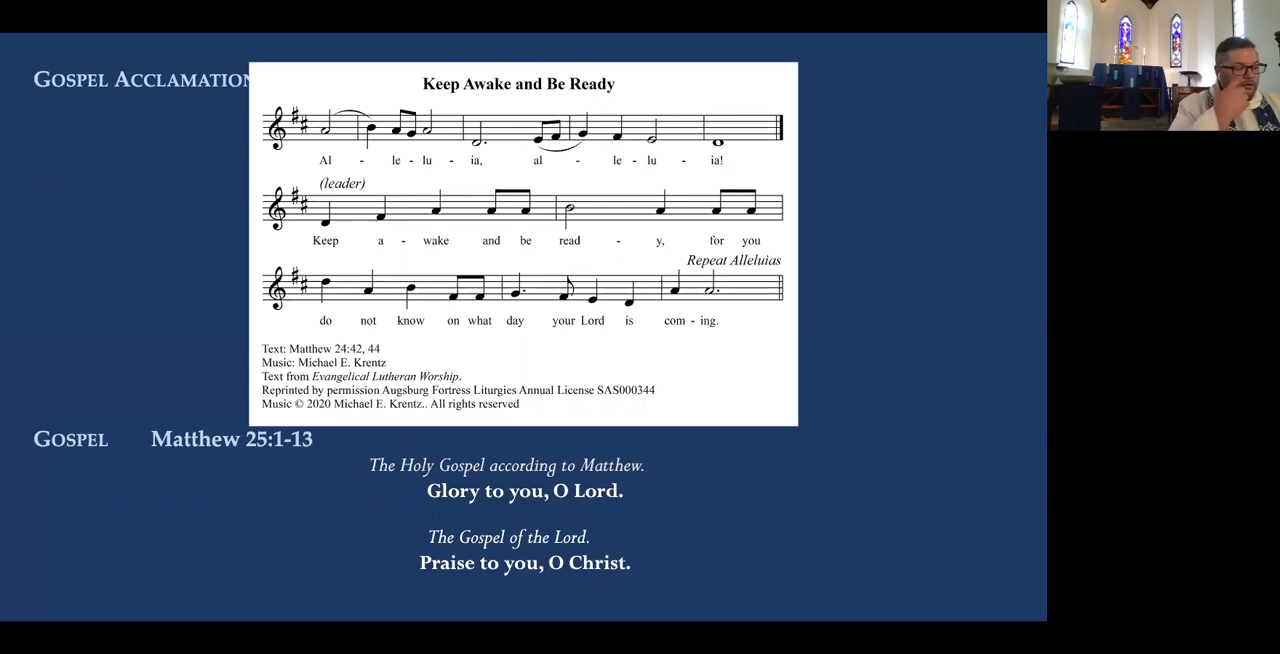 GOSPEL ACCLAMATION
Keep Awake and Be Ready
Al - le - lu - ia, al - le - lu - ia!
(leader)
Keep a - wake and be read - y, for you
Repeat Alleluias
do not know on what day your Lord is com - ing.
Text: Matthew 24:42, 44
Music: Michael E. Krentz
Text from Evangelical Lutheran Worship.
Reprinted by permission Augsburg Fortress Liturgies Annual License SAS000344
Music © 2020 Michael E. Krentz.. All rights reserved
GOSPEL Matthew 25:1-13
The Holy Gospel according to Matthew.
Glory to you, O Lord.
The Gospel of the Lord.
Praise to you, O Christ.